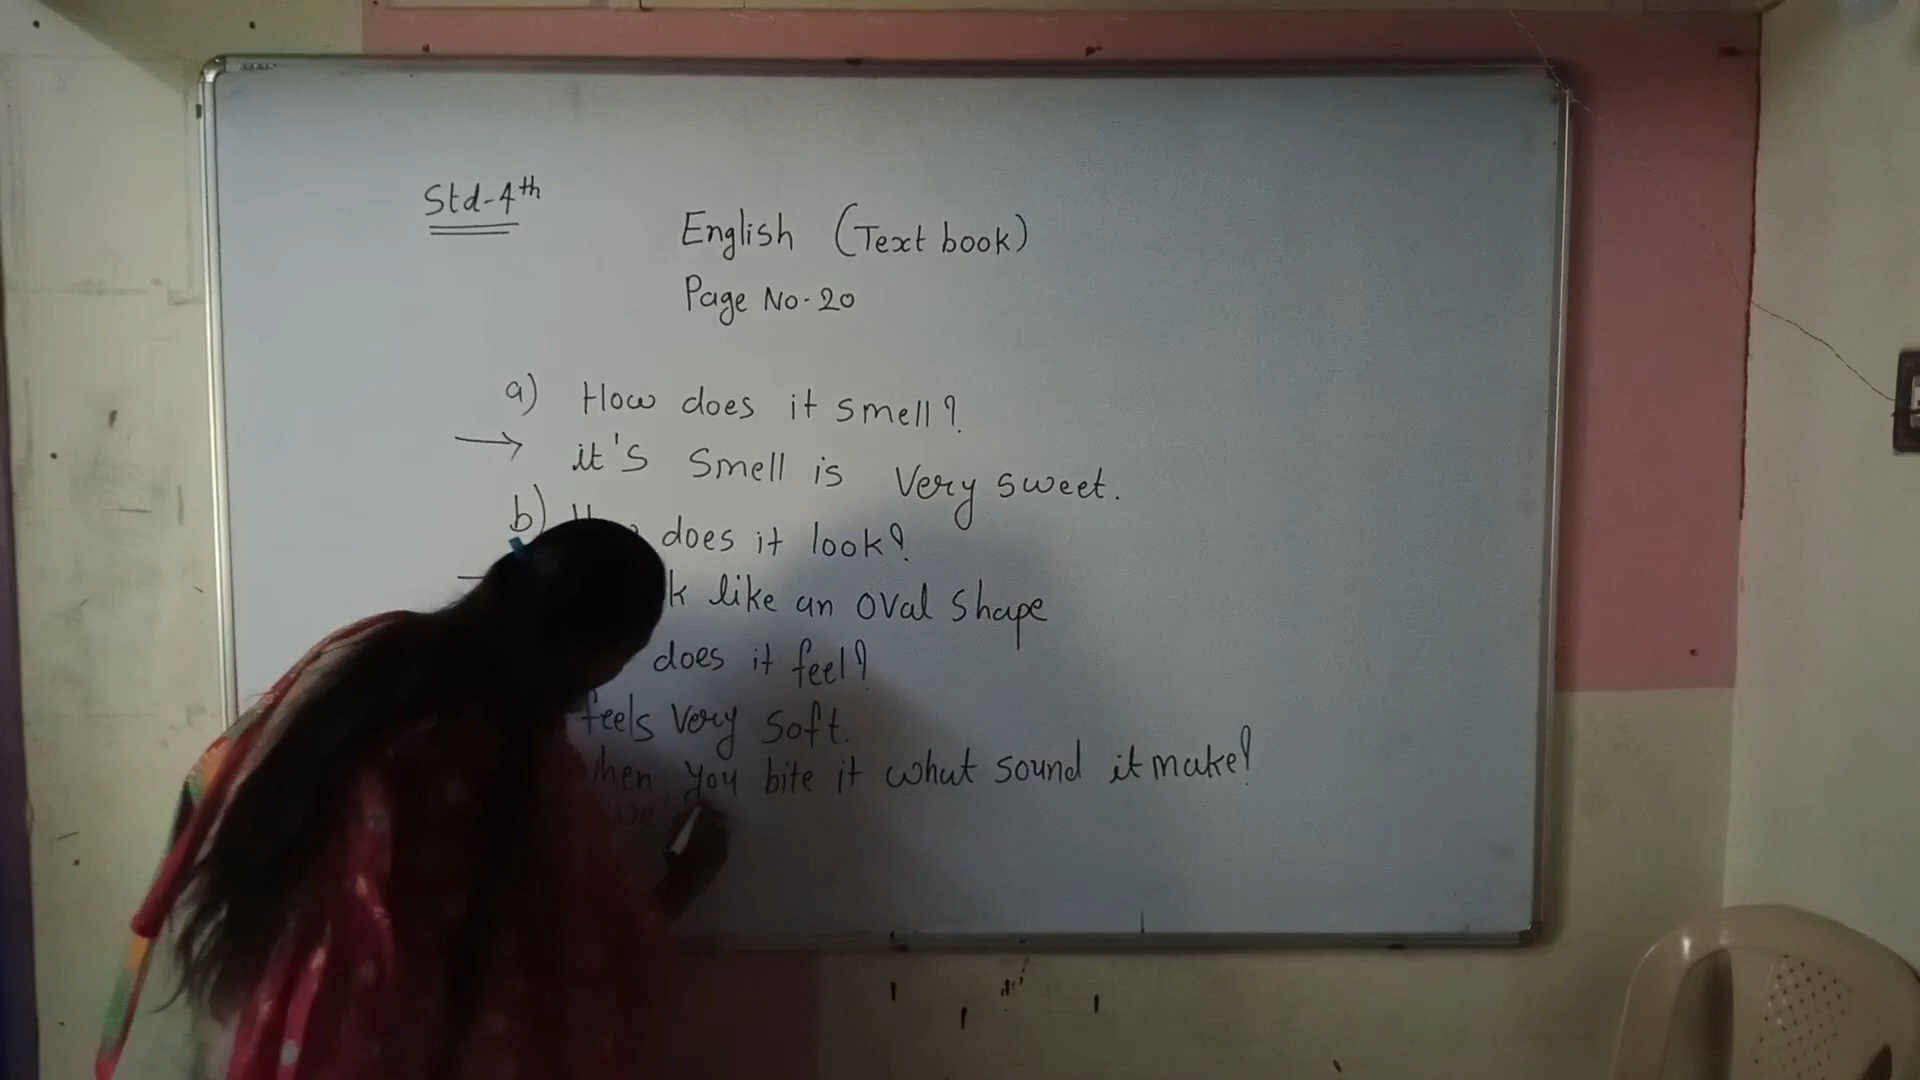 Std-4th
English (Text book)
Page No-20
a) How does it smell?
→ it's smell is very sweet.
b) does it look?
like an oval shape
does it feel?
feels very soft.
you bite it what sound it make?
we